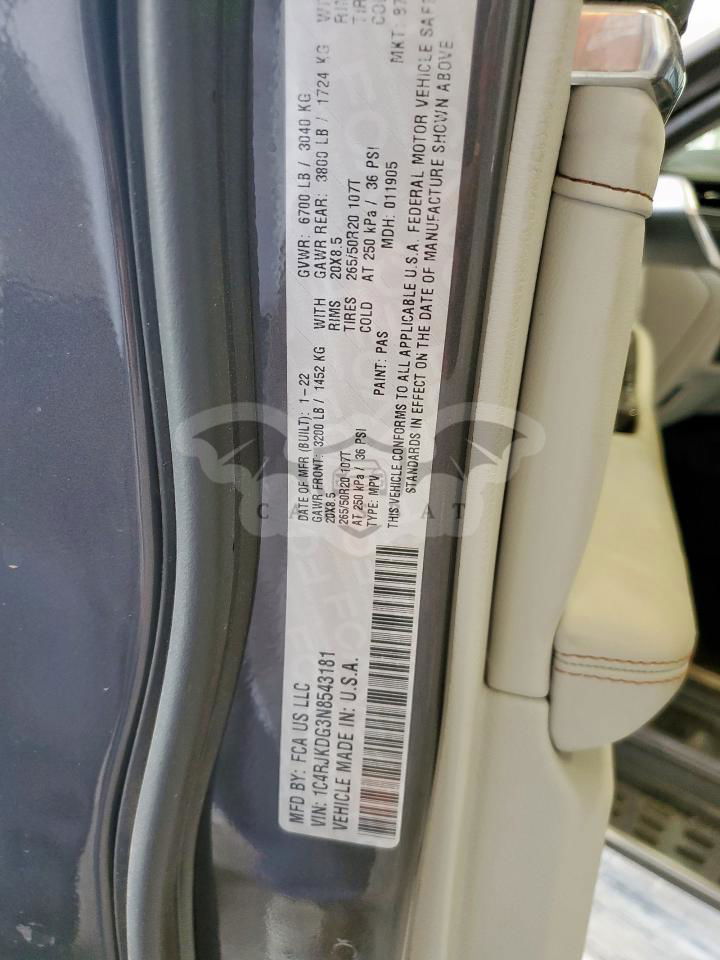 MFD BY: FCA US LLC
DATE OF MFR (BUILT): 1-22
GVWR: 6700 LB / 3040 KG
GAWR FRONT: 3200 LB / 1452 KG
WITH
GAWR REAR: 3800 LB / 1724 KG
20X8.5
RIMS
20X8.5
265/50R20 107T
TIRES
265/50R20 107T
AT 250 kPa / 36 PSI
COLD
AT 250 kPa / 36 PSI
VIN: 1C4RJKDG3N8543181
TYPE: MPV
PAINT: PAS
MDH: 011905
MKT: 97
VEHICLE MADE IN: U.S.A.
THIS VEHICLE CONFORMS TO ALL APPLICABLE U.S.A. FEDERAL MOTOR VEHICLE SAFE
STANDARDS IN EFFECT ON THE DATE OF MANUFACTURE SHOWN ABOVE